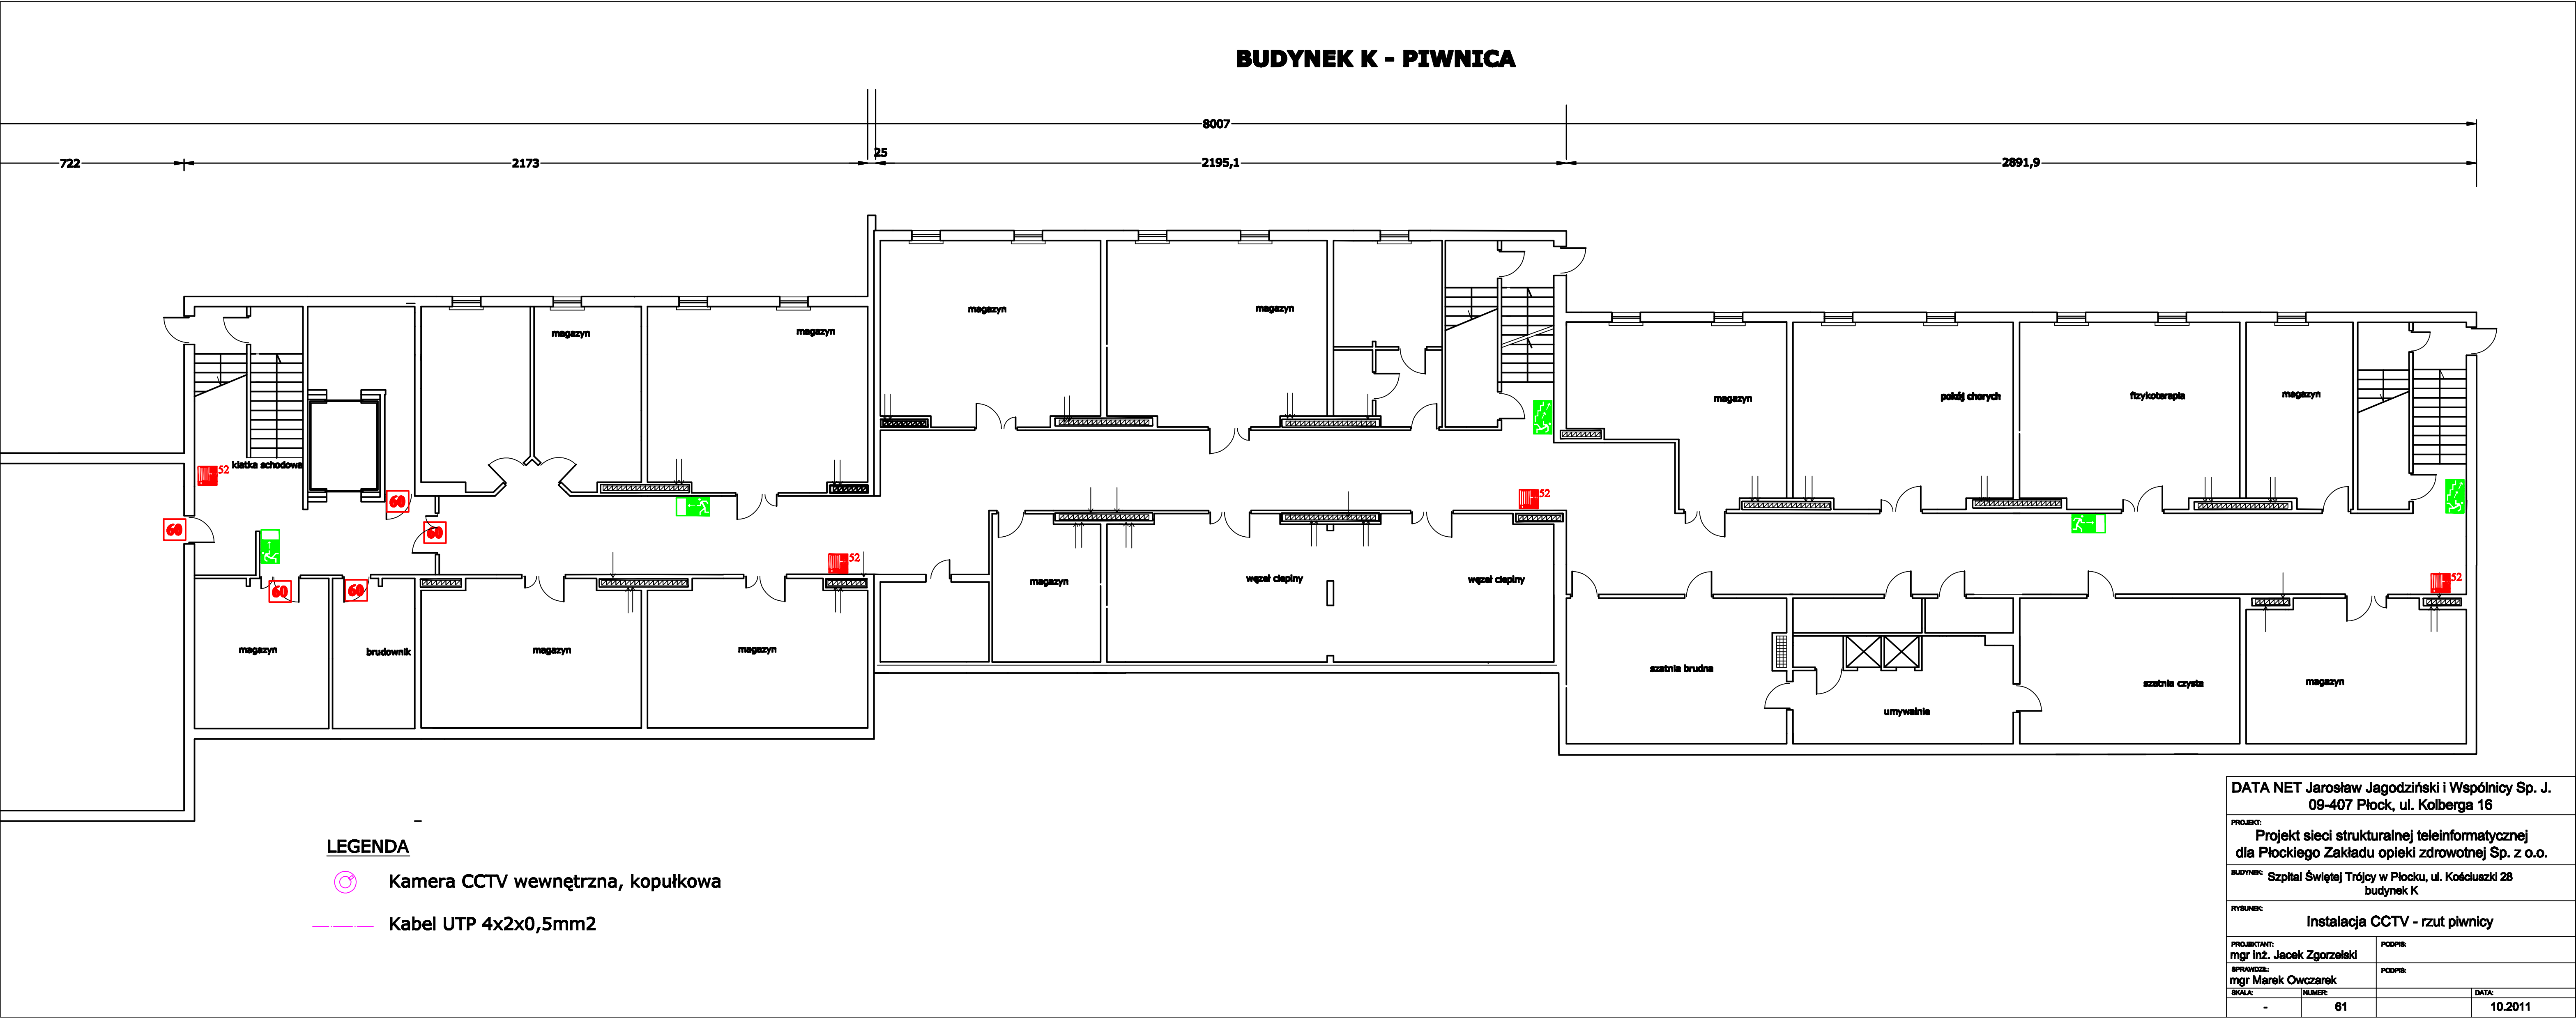 BUDYNEK K - PIWNICA
8007
722
2173
25
2195,1
2891,9
magazyn
magazyn
magazyn
magazyn
magazyn
pokój chorych
fizykoterapia
magazyn
klatka schodowa
52
60
60
60
52
52
60
60
52
magazyn
węzeł cieplny
węzeł cieplny
magazyn
brudownik
magazyn
magazyn
szatnia brudna
umywalnie
szatnia czysta
magazyn
LEGENDA
Kamera CCTV wewnętrzna, kopułkowa
Kabel UTP 4x2x0,5mm2
DATA NET Jarosław Jagodziński i Wspólnicy Sp. J.
09-407 Płock, ul. Kolberga 16
PROJEKT:
Projekt sieci strukturalnej teleinformatycznej
dla Płockiego Zakładu opieki zdrowotnej Sp. z o.o.
BUDYNEK:
Szpital Świętej Trójcy w Płocku, ul. Kościuszki 28
budynek K
RYSUNEK:
Instalacja CCTV - rzut piwnicy
PROJEKTANT:
mgr inż. Jacek Zgorzelski
PODPIS:
SPRAWDZIŁ:
mgr Marek Owczarek
PODPIS:
SKALA:
NUMER:
DATA:
-
61
10.2011